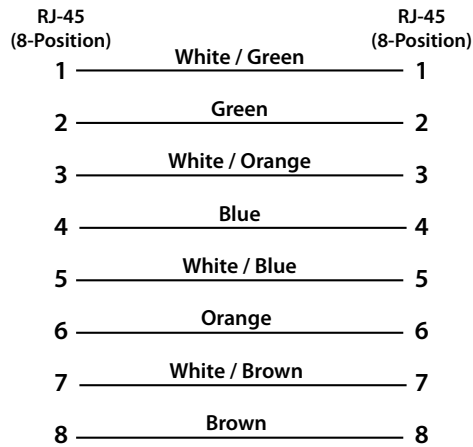 RJ-45 RJ-45
(8-Position) (8-Position)
1 White / Green 1
2 Green 2
3 White / Orange 3
4 Blue 4
5 White / Blue 5
6 Orange 6
7 White / Brown 7
8 Brown 8